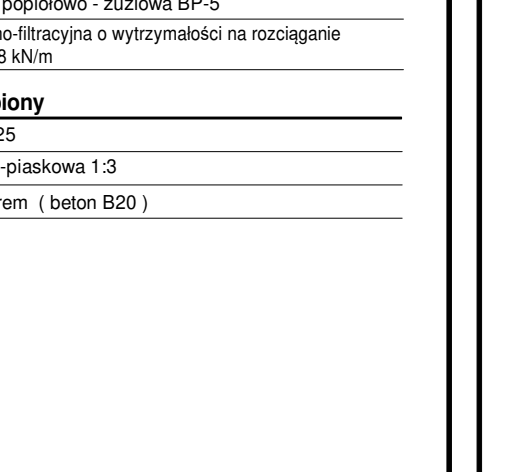 popiołowo - żużlowa BP-5
no-filtracyjna o wytrzymałości na rozciąganie
8 kN/m
piony
25
-piaskowa 1:3
rem ( beton B20 )